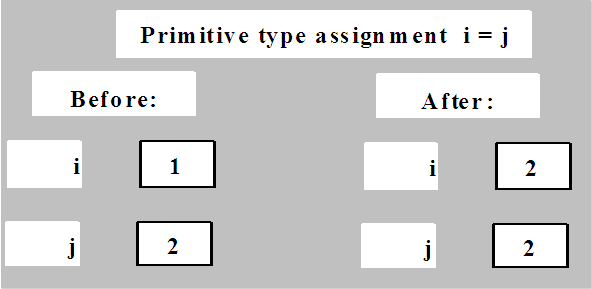 Primitive type assignment i = j
Before:
After:
i 1
i 2
j 2
j 2